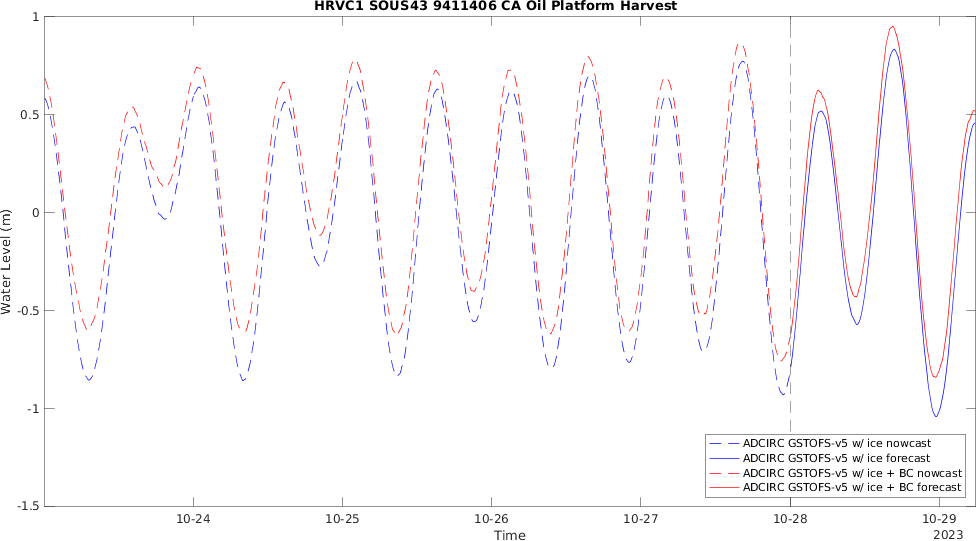 HRVC1 SOUS43 9411406 CA Oil Platform Harvest
1
0.5
0
-0.5
-1
-1.5
Water Level (m)
ADCIRC GSTOFS-v5 w/ ice nowcast
ADCIRC GSTOFS-v5 w/ ice forecast
ADCIRC GSTOFS-v5 w/ ice + BC nowcast
ADCIRC GSTOFS-v5 w/ ice + BC forecast
10-24 10-25 10-26 10-27 10-28 10-29
Time 2023